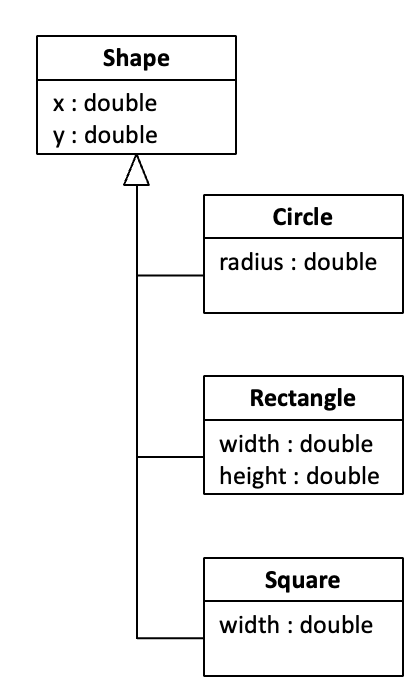 Shape
x : double
y : double
Circle
radius : double
Rectangle
width : double
height : double
Square
width : double